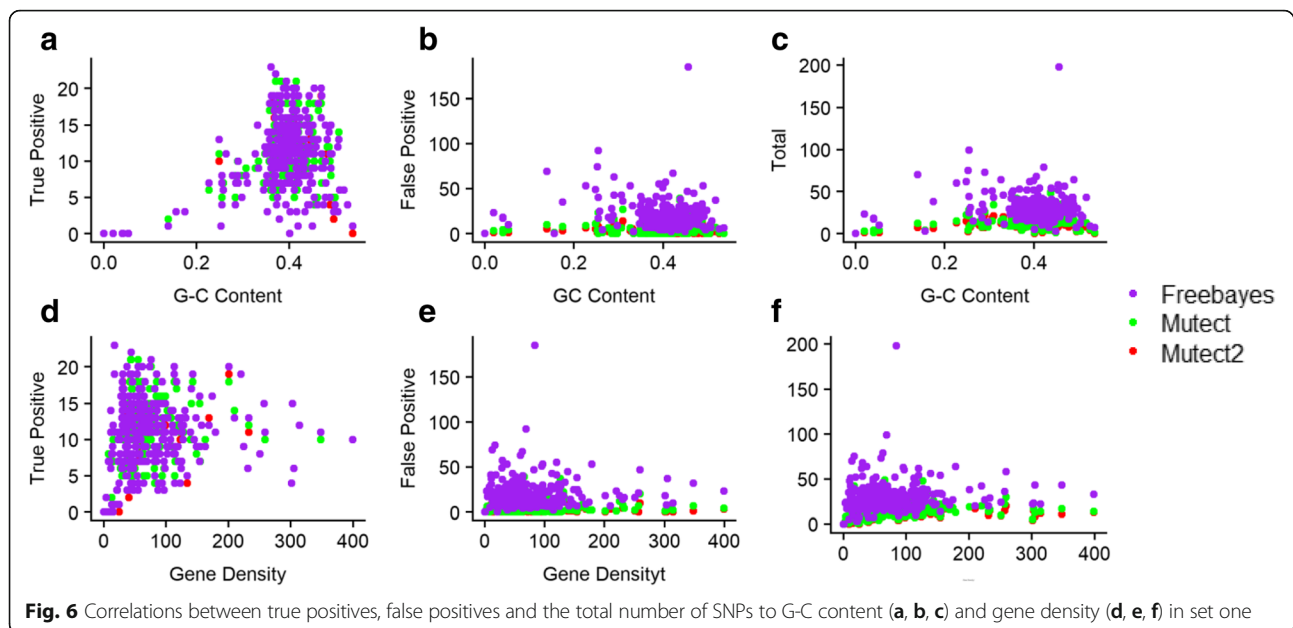 a
b
c
True Positive
20
15
10
5
0
0.0
0.2
0.4
G-C Content
False Positive
150
100
50
0
0.0
0.2
0.4
GC Content
Total
200
150
100
50
0
0.0
0.2
0.4
G-C Content
d
e
f
True Positive
20
15
10
5
0
0
100
200
300
400
Gene Density
False Positive
150
100
50
0
0
100
200
300
400
Gene Densityt
200
150
100
50
0
0
100
200
300
400
Freebayes
Mutect
Mutect2
Fig. 6 Correlations between true positives, false positives and the total number of SNPs to G-C content (a, b, c) and gene density (d, e, f) in set one